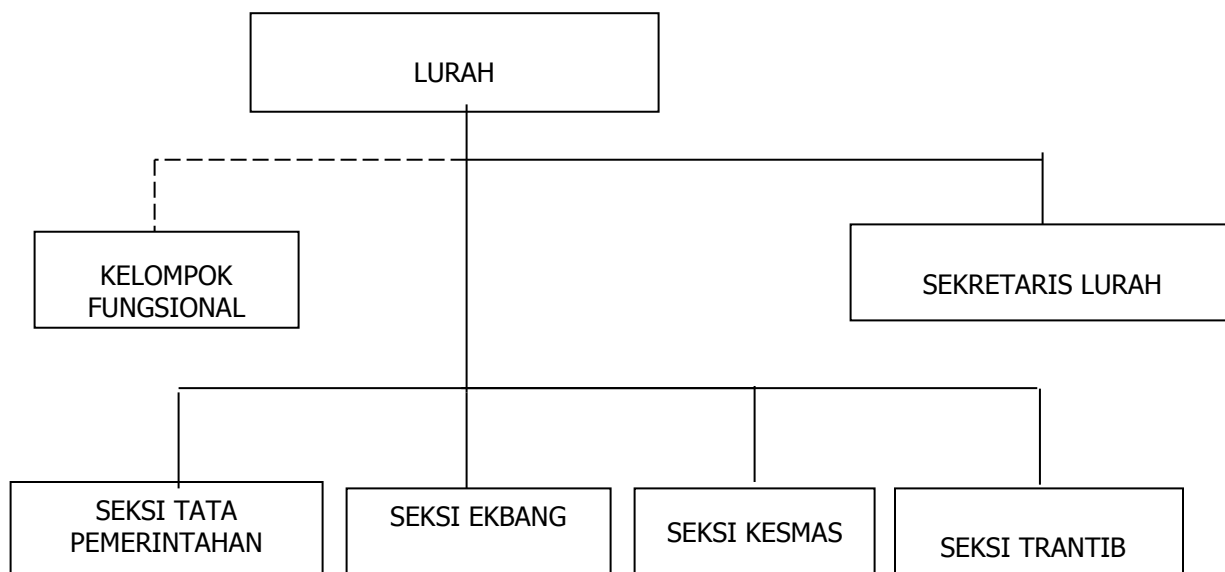 LURAH
KELOMPOK
FUNGSIONAL
SEKRETARIS LURAH
SEKSI TATA
PEMERINTAHAN
SEKSI EKBANG
SEKSI KESMAS
SEKSI TRANTIB